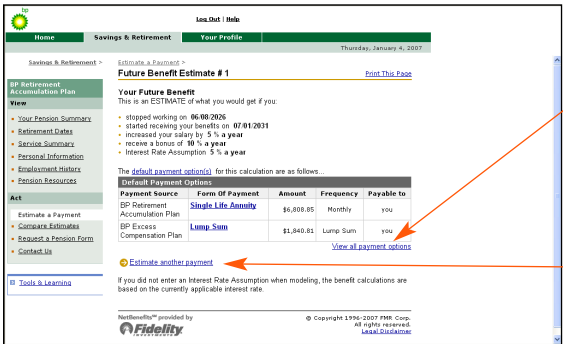 bp
Log Out | Help
Home Savings & Retirement Your Profile
Thursday, January 4, 2007
Savings & Retirement >
Estimate a Payment >
Future Benefit Estimate # 1 Print This Page
BP Retirement
Accumulation Plan
View
Your Pension Summary
Retirement Dates
Service Summary
Personal Information
Employment History
Pension Resources
Act
Estimate a Payment
Compare Estimates
Request a Pension Form
Contact Us
Tools & Learning
Your Future Benefit
This is an ESTIMATE of what you would get if you:
stopped working on 06/08/2026
started receiving your benefits on 07/01/2031
increased your salary by 5 % a year
receive a bonus of 10 % a year
Interest Rate Assumption. 5 % a year
The default payment option(s) for this calculation are as follows...
Default Payment Options
Payment Source Form Of Payment Amount Frequency Payable to
BP Retirement Accumulation Plan Single Life Annuity $6,808.85 Monthly you
BP Excess Compensation Plan Lump Sum $1,840.81 Lump Sum you
View all payment options
Estimate another payment
If you did not enter an Interest Rate Assumption when modeling, the benefit calculations are
based on the currently applicable interest rate.
NetBenefits℠ provided by
Fidelity
INVESTMENTS
© Copyright 1996-2007 FMR Corp.
All rights reserved.
Legal Disclaimer